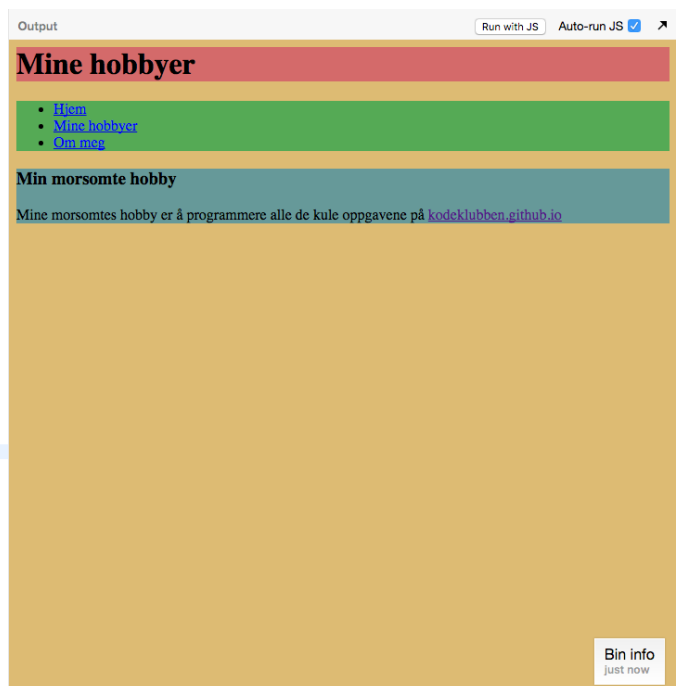 Output Run with JS Auto-run JS
Mine hobbyer
Hjem
Mine hobbyer
Om meg
Min morsomte hobby
Mine morsomtes hobby er å programmere alle de kule oppgavene på kodeklubben.github.io
Bin info
just now